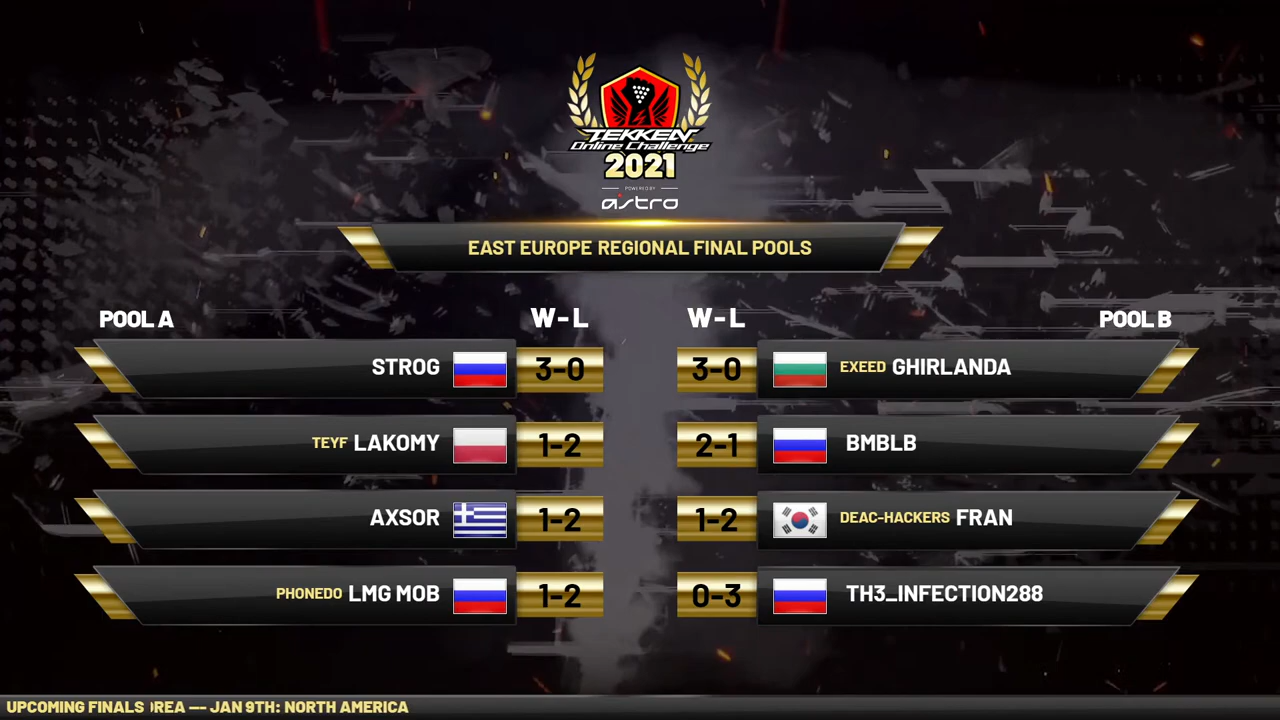 TEKKEN
Online Challenge
2021
POWERED BY
astro
EAST EUROPE REGIONAL FINAL POOLS
POOL A W-L W-L POOL B
STROG 3-0 3-0 EXEED GHIRLANDA
TEYF LAKOMY 1-2 2-1 BMBLB
AXSOR 1-2 1-2 DEAC-HACKERS FRAN
PHONEDO LMG MOB 1-2 0-3 TH3_INFECTION288
UPCOMING FINALS REA -- JAN 9TH: NORTH AMERICA